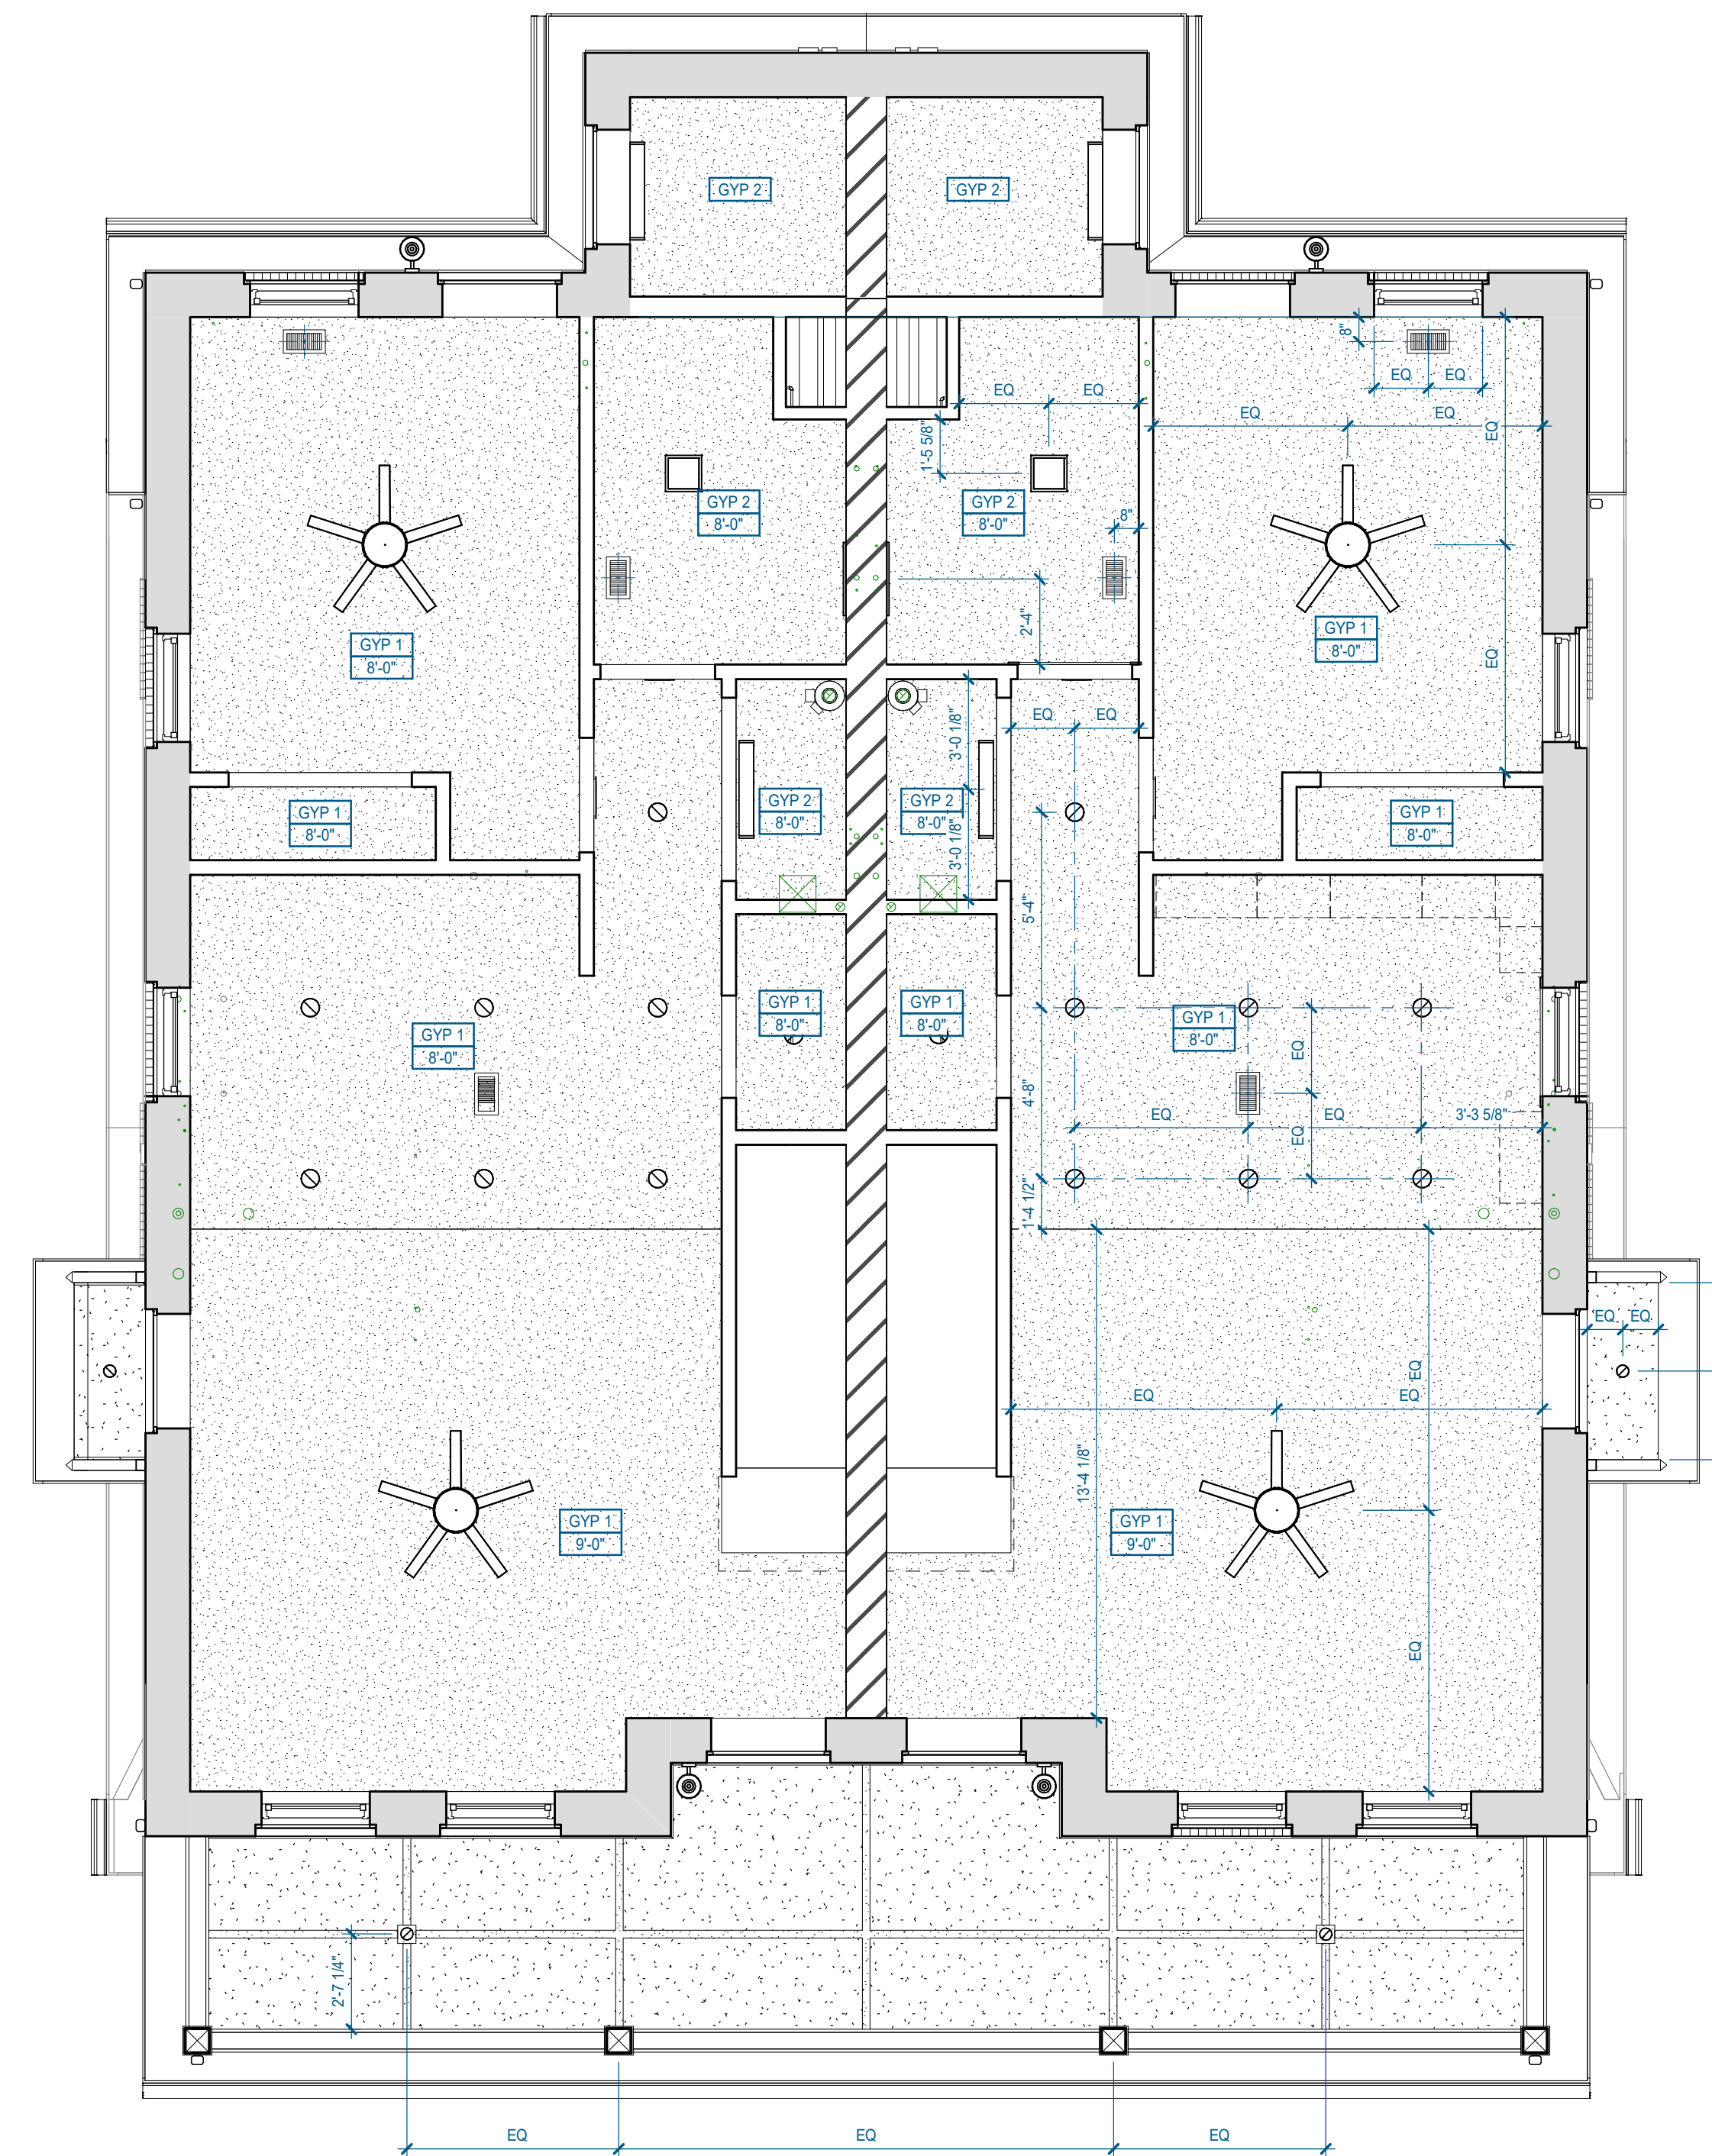 GYP 2
GYP 2
8"
EQ
EQ
EQ
EQ
EQ
EQ
EQ
1'-5 5/8"
GYP 2
8'-0"
GYP 2
8'-0"
8"
2'-4"
GYP 1
8'-0"
GYP 1
8'-0"
EQ
EQ
EQ
3'-0 1/8"
GYP 2
8'-0"
GYP 2
8'-0"
3'-0 1/8"
GYP 1
8'-0"
GYP 1
8'-0"
5'-4"
GYP 1
8'-0"
GYP 1
8'-0"
GYP 1
8'-0"
GYP 1
8'-0"
EQ
4'-8"
EQ
EQ
EQ
3'-3 5/8"
1'-4 1/2"
EQ
EQ
EQ
EQ
EQ
13'-4 1/8"
GYP 1
9'-0"
GYP 1
9'-0"
EQ
2'-7 1/4"
EQ
EQ
EQ